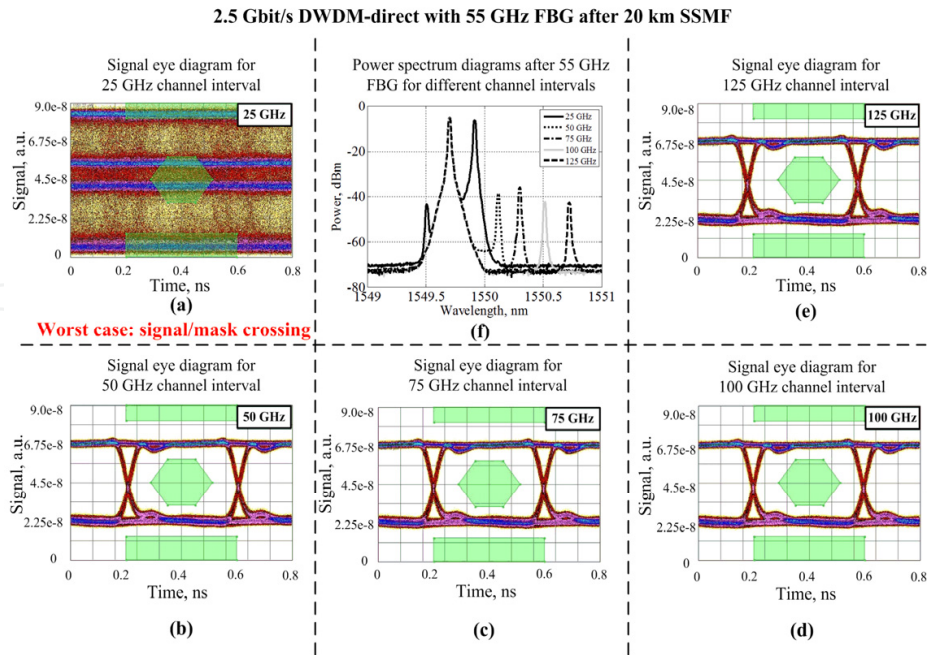 2.5 Gbit/s DWDM-direct with 55 GHz FBG after 20 km SSMF
Signal eye diagram for
25 GHz channel interval
Signal, a.u.
9.0e-8
6.75e-8
4.5e-8
2.25e-8
0
25 GHz
0
0.2
0.4
0.6
0.8
Time, ns
(a)
Worst case: signal/mask crossing
Power spectrum diagrams after 55 GHz
FBG for different channel intervals
Power, dBm
0
-20
-40
-60
-80
25 GHz
50 GHz
75 GHz
100 GHz
125 GHz
1549
1549.5
1550
1550.5
1551
Wavelength, nm
(f)
Signal eye diagram for
125 GHz channel interval
Signal, a.u.
9.0e-8
6.75e-8
4.5e-8
2.25e-8
0
125 GHz
0
0.2
0.4
0.6
0.8
Time, ns
(e)
Signal eye diagram for
50 GHz channel interval
Signal, a.u.
9.0e-8
6.75e-8
4.5e-8
2.25e-8
0
50 GHz
0
0.2
0.4
0.6
0.8
Time, ns
(b)
Signal eye diagram for
75 GHz channel interval
Signal, a.u.
9.0e-8
6.75e-8
4.5e-8
2.25e-8
0
75 GHz
0
0.2
0.4
0.6
0.8
Time, ns
(c)
Signal eye diagram for
100 GHz channel interval
Signal, a.u.
9.0e-8
6.75e-8
4.5e-8
2.25e-8
0
100 GHz
0
0.2
0.4
0.6
0.8
Time, ns
(d)